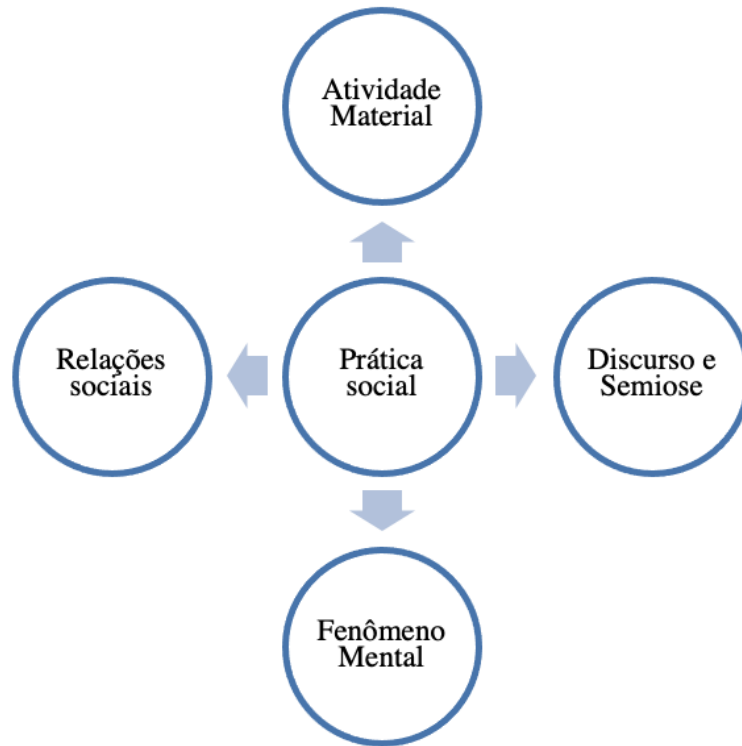 Atividade
Material
Relações
sociais
Prática
social
Discurso e
Semiose
Fenômeno
Mental